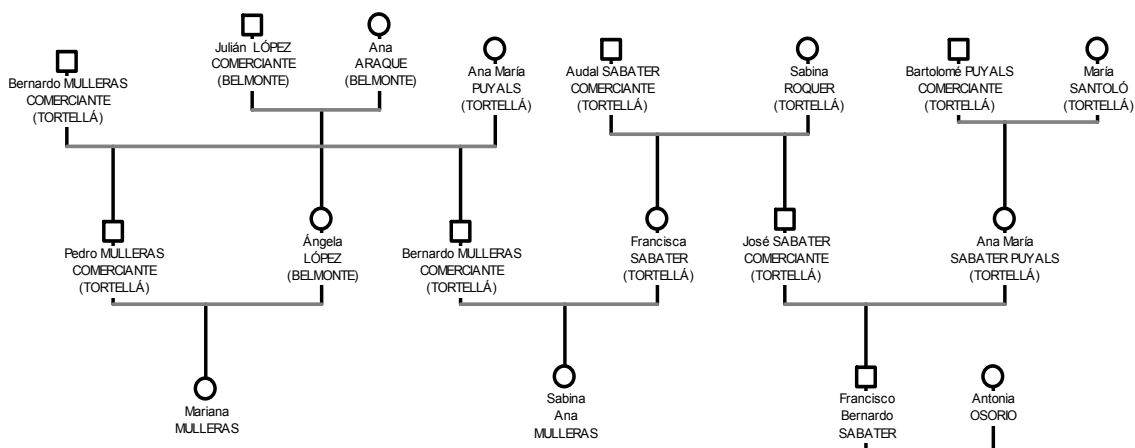 Julián LÓPEZ
COMERCIANTE
(BELMONTE)
Ana
ARAQUE
(BELMONTE)
Bernardo MULLERAS
COMERCIANTE
(TORTELLÁ)
Ana María
PUYALS
(TORTELLÁ)
Audal SABATER
COMERCIANTE
(TORTELLÁ)
Sabina
ROQUER
(TORTELLÁ)
Bartolomé PUYALS
COMERCIANTE
(TORTELLÁ)
María
SANTOLÓ
(TORTELLÁ)
Pedro MULLERAS
COMERCIANTE
(TORTELLÁ)
Ángela
LÓPEZ
(BELMONTE)
Bernardo MULLERAS
COMERCIANTE
(TORTELLÁ)
Francisca
SABATER
(TORTELLÁ)
José SABATER
COMERCIANTE
(TORTELLÁ)
Ana María
SABATER PUYALS
(TORTELLÁ)
Mariana
MULLERAS
Sabina
Ana
MULLERAS
Francisco
Bernardo
SABATER
Antonia
OSORIO